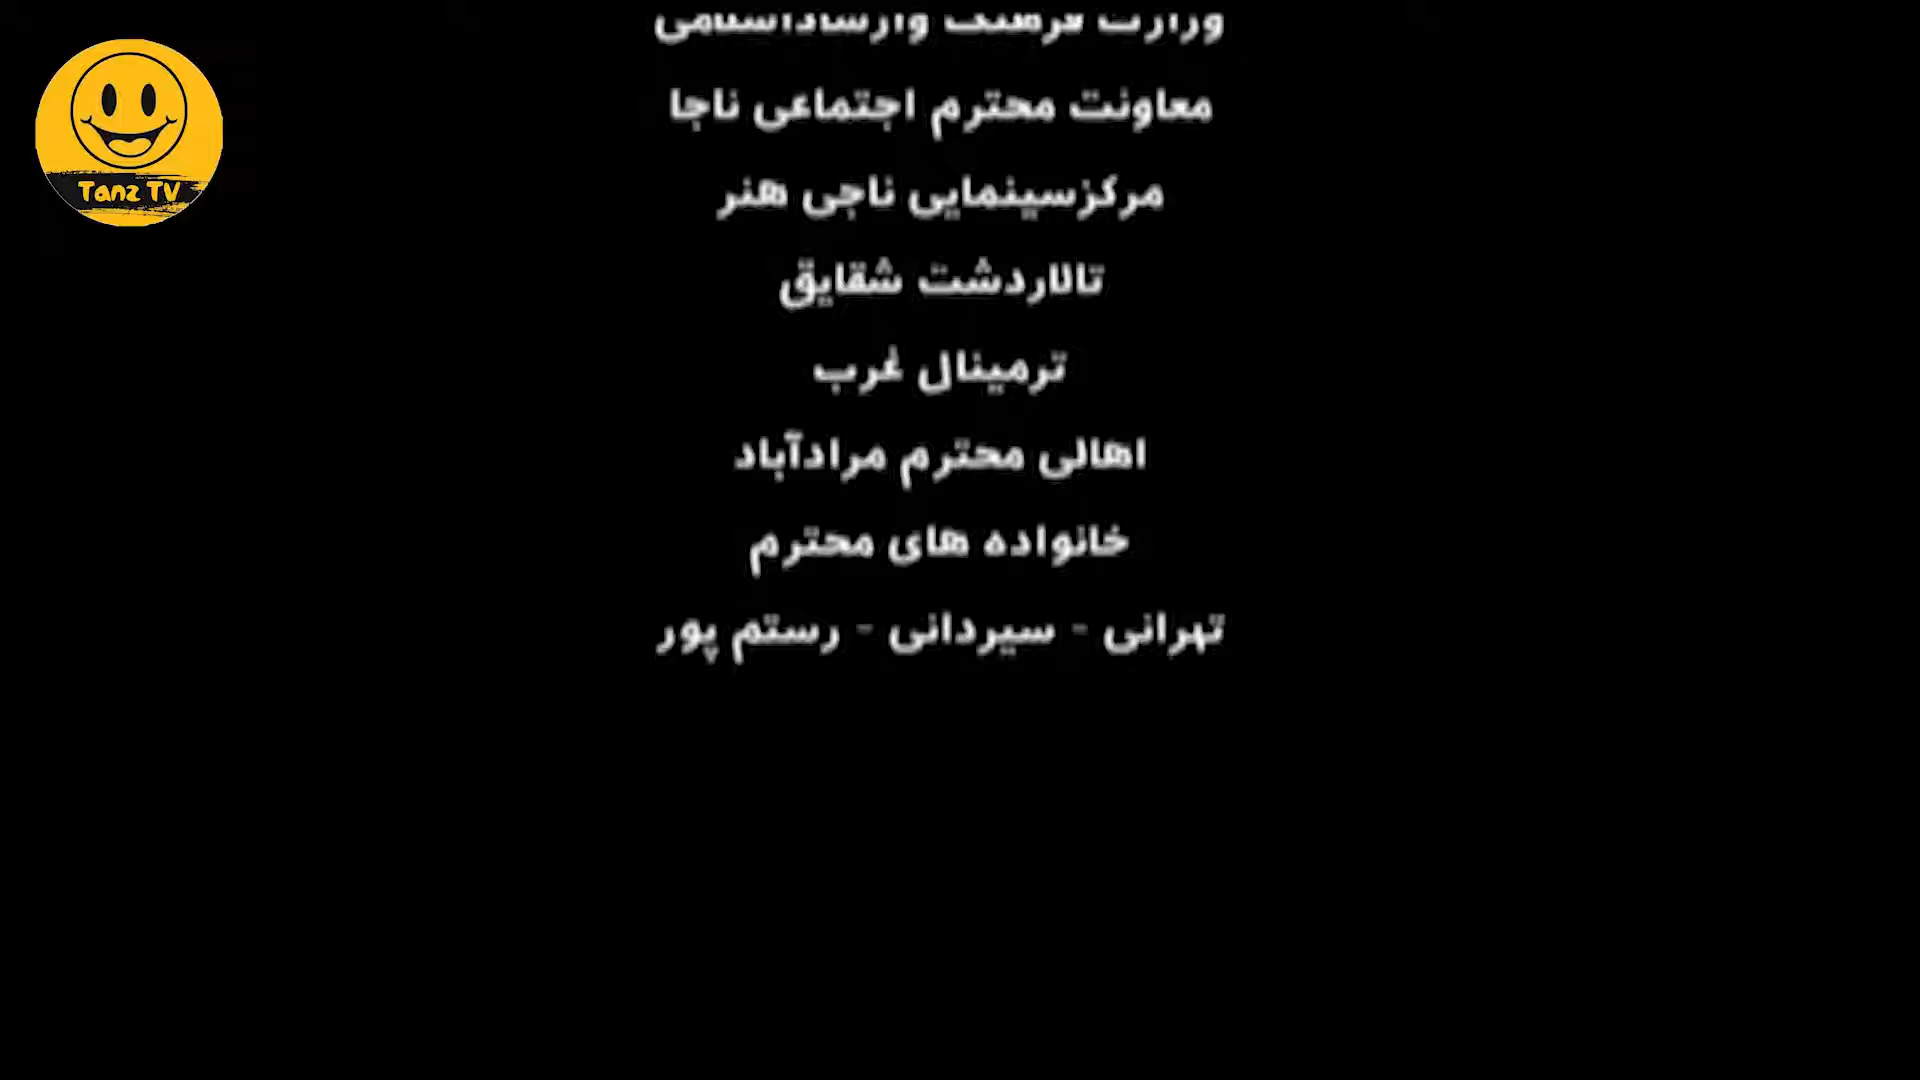 وزارت فرهنگ وارشاداسلامی
معاونت محترم اجتماعی ناجا
مرکزسینمایی ناجی هنر
تالاردشت شقایق
ترمینال غرب
اهالی محترم مرادآباد
خانواده های محترم
تهرانی - سیردانی - رستم پور
Tanz TV